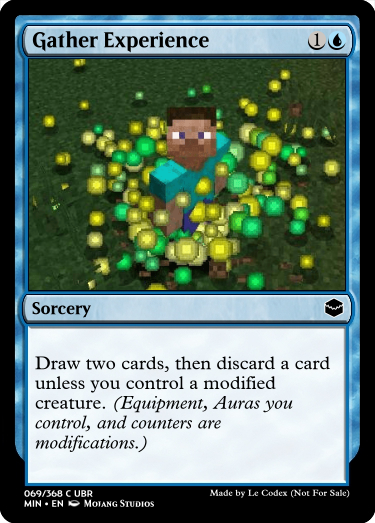 Gather Experience 1
Sorcery
Draw two cards, then discard a card
unless you control a modified
creature. (Equipment, Auras you
control, and counters are
modifications.)
069/368 C UBR
MIN • EN Mojang Studios
Made by Le Codex (Not For Sale)